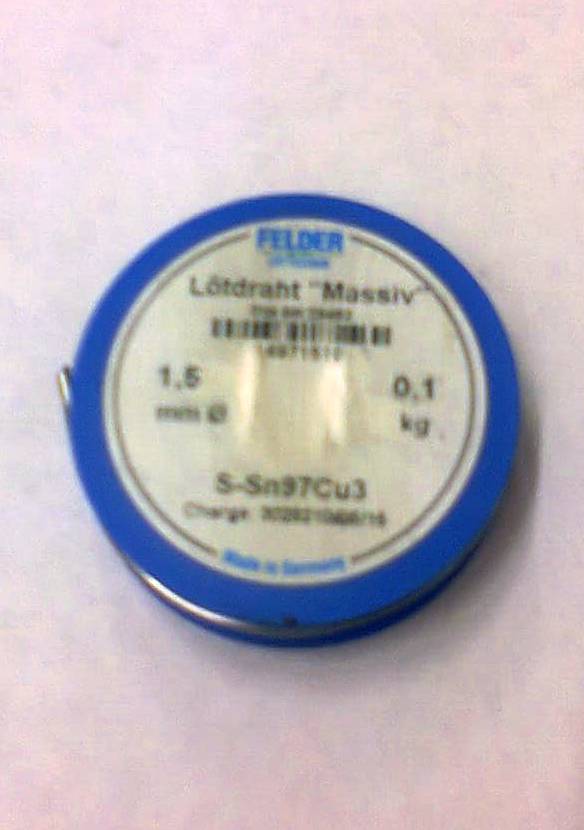 FELDER
Lötdraht "Massiv"
1,5
mm Ø
0,1
kg
S-Sn97Cu3
Charge:
Made in Germany